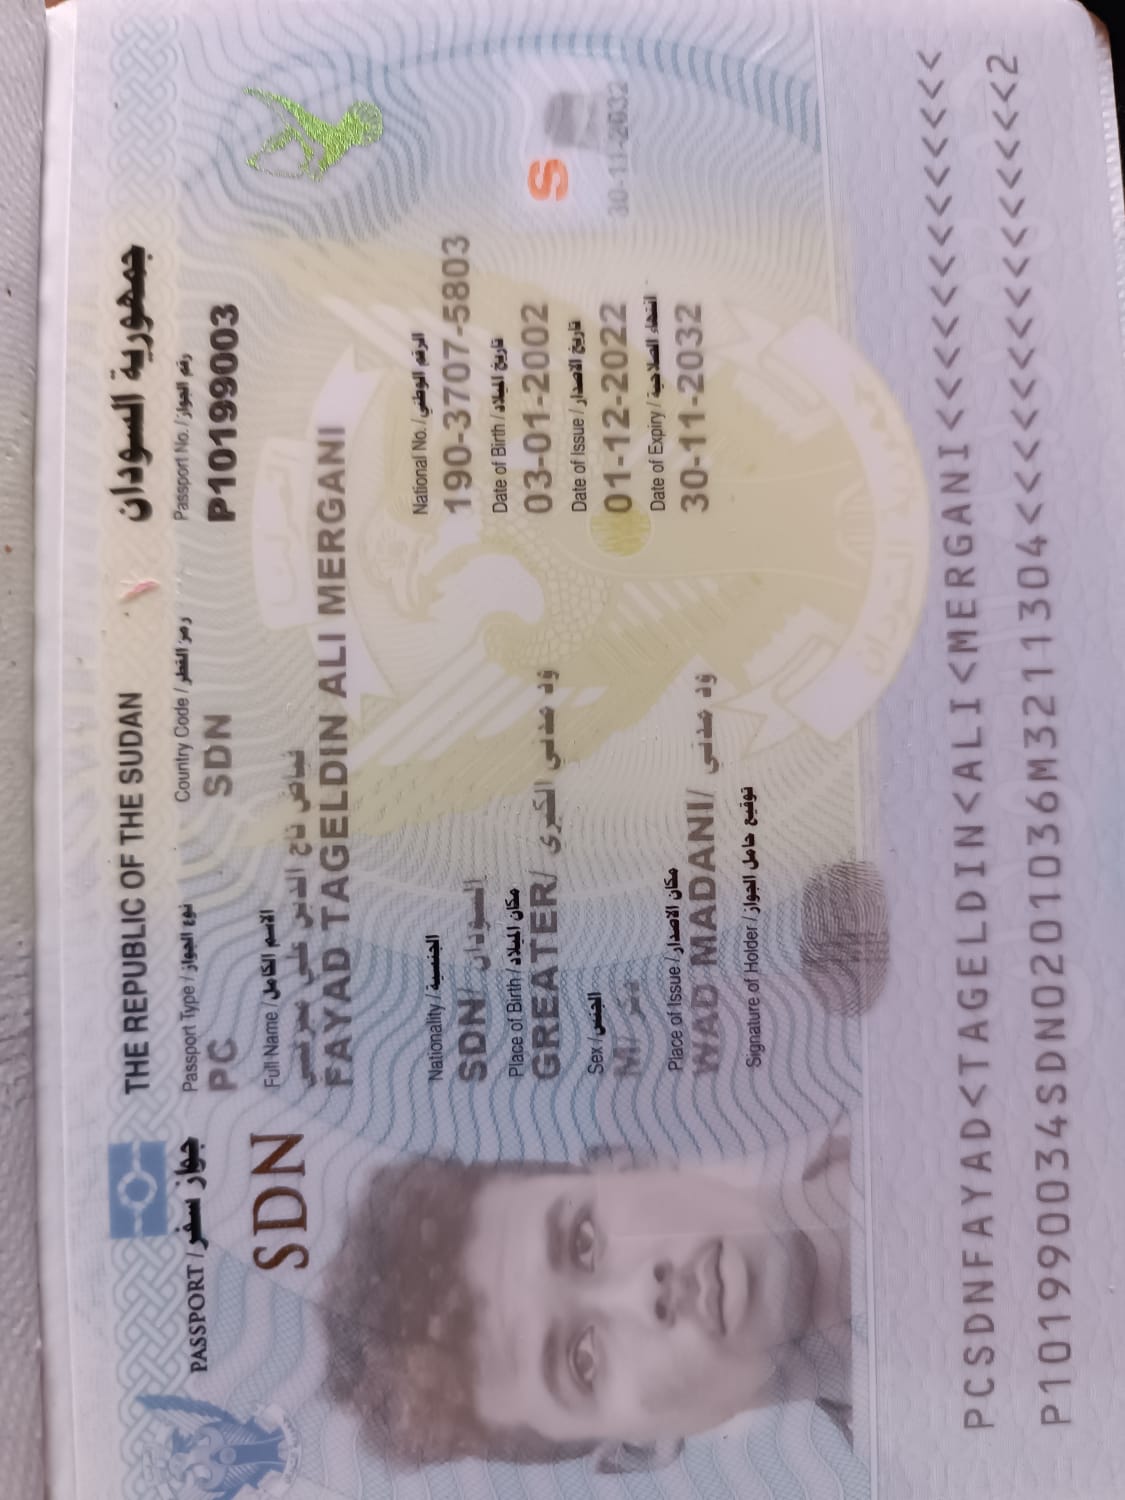 THE REPUBLIC OF THE SUDAN
جمهورية السودان
PASSPORT / جواز سفر
Passport Type / نوع الجواز
PC
Country Code / رمز القطر
SDN
Passport No. / رقم الجواز
P10199003
SDN
Full Name / الاسم الكامل
فياض تاج الدين علي ميرغني
FAYAD TAGELDIN ALI MERGANI
Nationality / الجنسية
SDN/ السودان
National No. / الرقم الوطني
190-3707-5803
Place of Birth / مكان الميلاد
GREATER/ ود مدني الكبرى
Date of Birth / تاريخ الميلاد
03-01-2002
Sex / الجنس
M/ ذكر
Date of Issue / تاريخ الاصدار
01-12-2022
S
30-11-2032
Place of Issue / مكان الاصدار
WAD MADANI/ ود مدني
Date of Expiry / انتهاء الصلاحية
30-11-2032
Signature of Holder / توقيع حامل الجواز
جمهورية السودان
PCSDNFAYAD<TAGELDIN<ALI<MERGANI<<<<<<<<<<<<<
P101990034SDN0201036M3211304<<<<<<<<<<<<<<<2